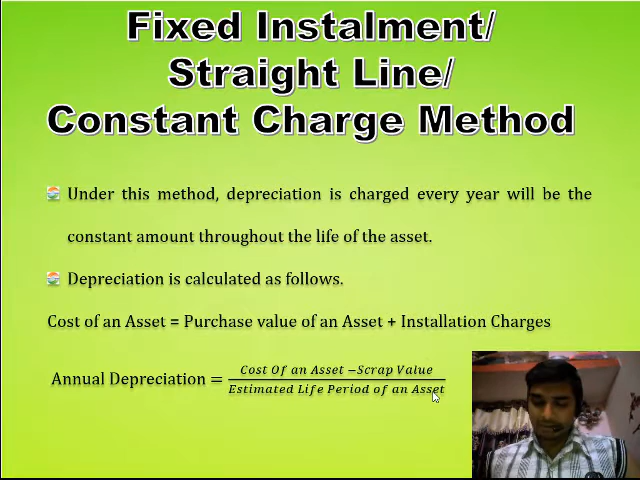 Fixed Instalment/
Straight Line/
Constant Charge Method
Under this method, depreciation is charged every year will be the
constant amount throughout the life of the asset.
Depreciation is calculated as follows.
Cost of an Asset = Purchase value of an Asset + Installation Charges
Annual Depreciation = Cost Of an Asset −Scrap Value
Estimated Life Period of an Asset